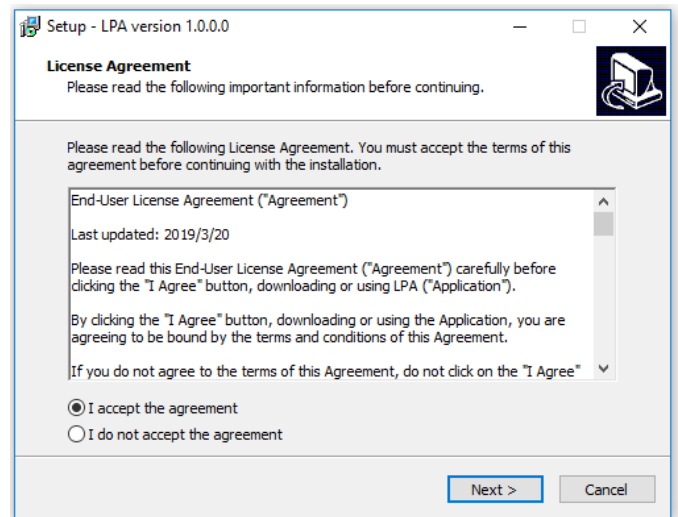 Setup - LPA version 1.0.0.0
License Agreement
Please read the following important information before continuing.
Please read the following License Agreement. You must accept the terms of this
agreement before continuing with the installation.
End-User License Agreement ("Agreement")
Last updated: 2019/3/20
Please read this End-User License Agreement ("Agreement") carefully before
clicking the "I Agree" button, downloading or using LPA ("Application").
By clicking the "I Agree" button, downloading or using the Application, you are
agreeing to be bound by the terms and conditions of this Agreement.
If you do not agree to the terms of this Agreement, do not click on the "I Agree"
I accept the agreement
I do not accept the agreement
Next >
Cancel